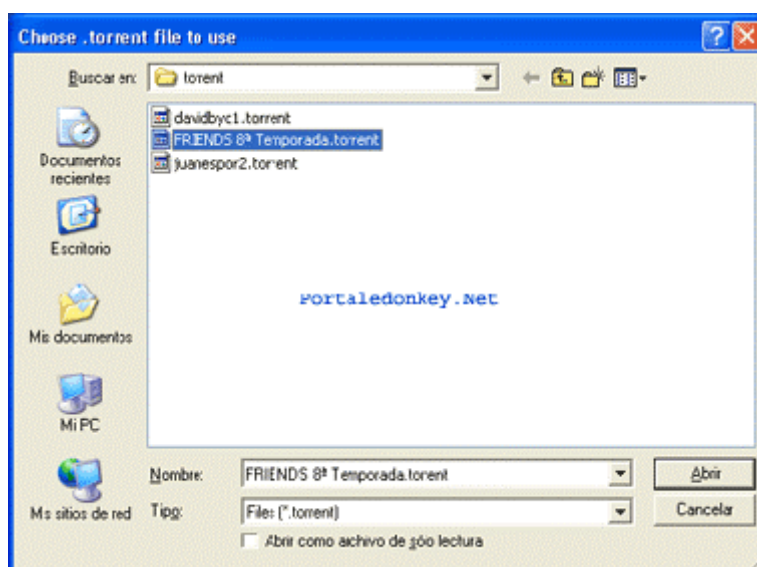 Choose .torrent file to use
Buscar en:
torrent
davidbyc1.torrent
FRIENDS 8ª Temporada.torrent
juanespor2.torrent
Documentos
recientes
Escritorio
Portaledonkey.Net
Mis documentos
Mi PC
Mis sitios de red
Nombre:
FRIENDS 8ª Temporada.torrent
Abrir
Tipo:
Files (*.torrent)
Cancelar
Abrir como archivo de sólo lectura